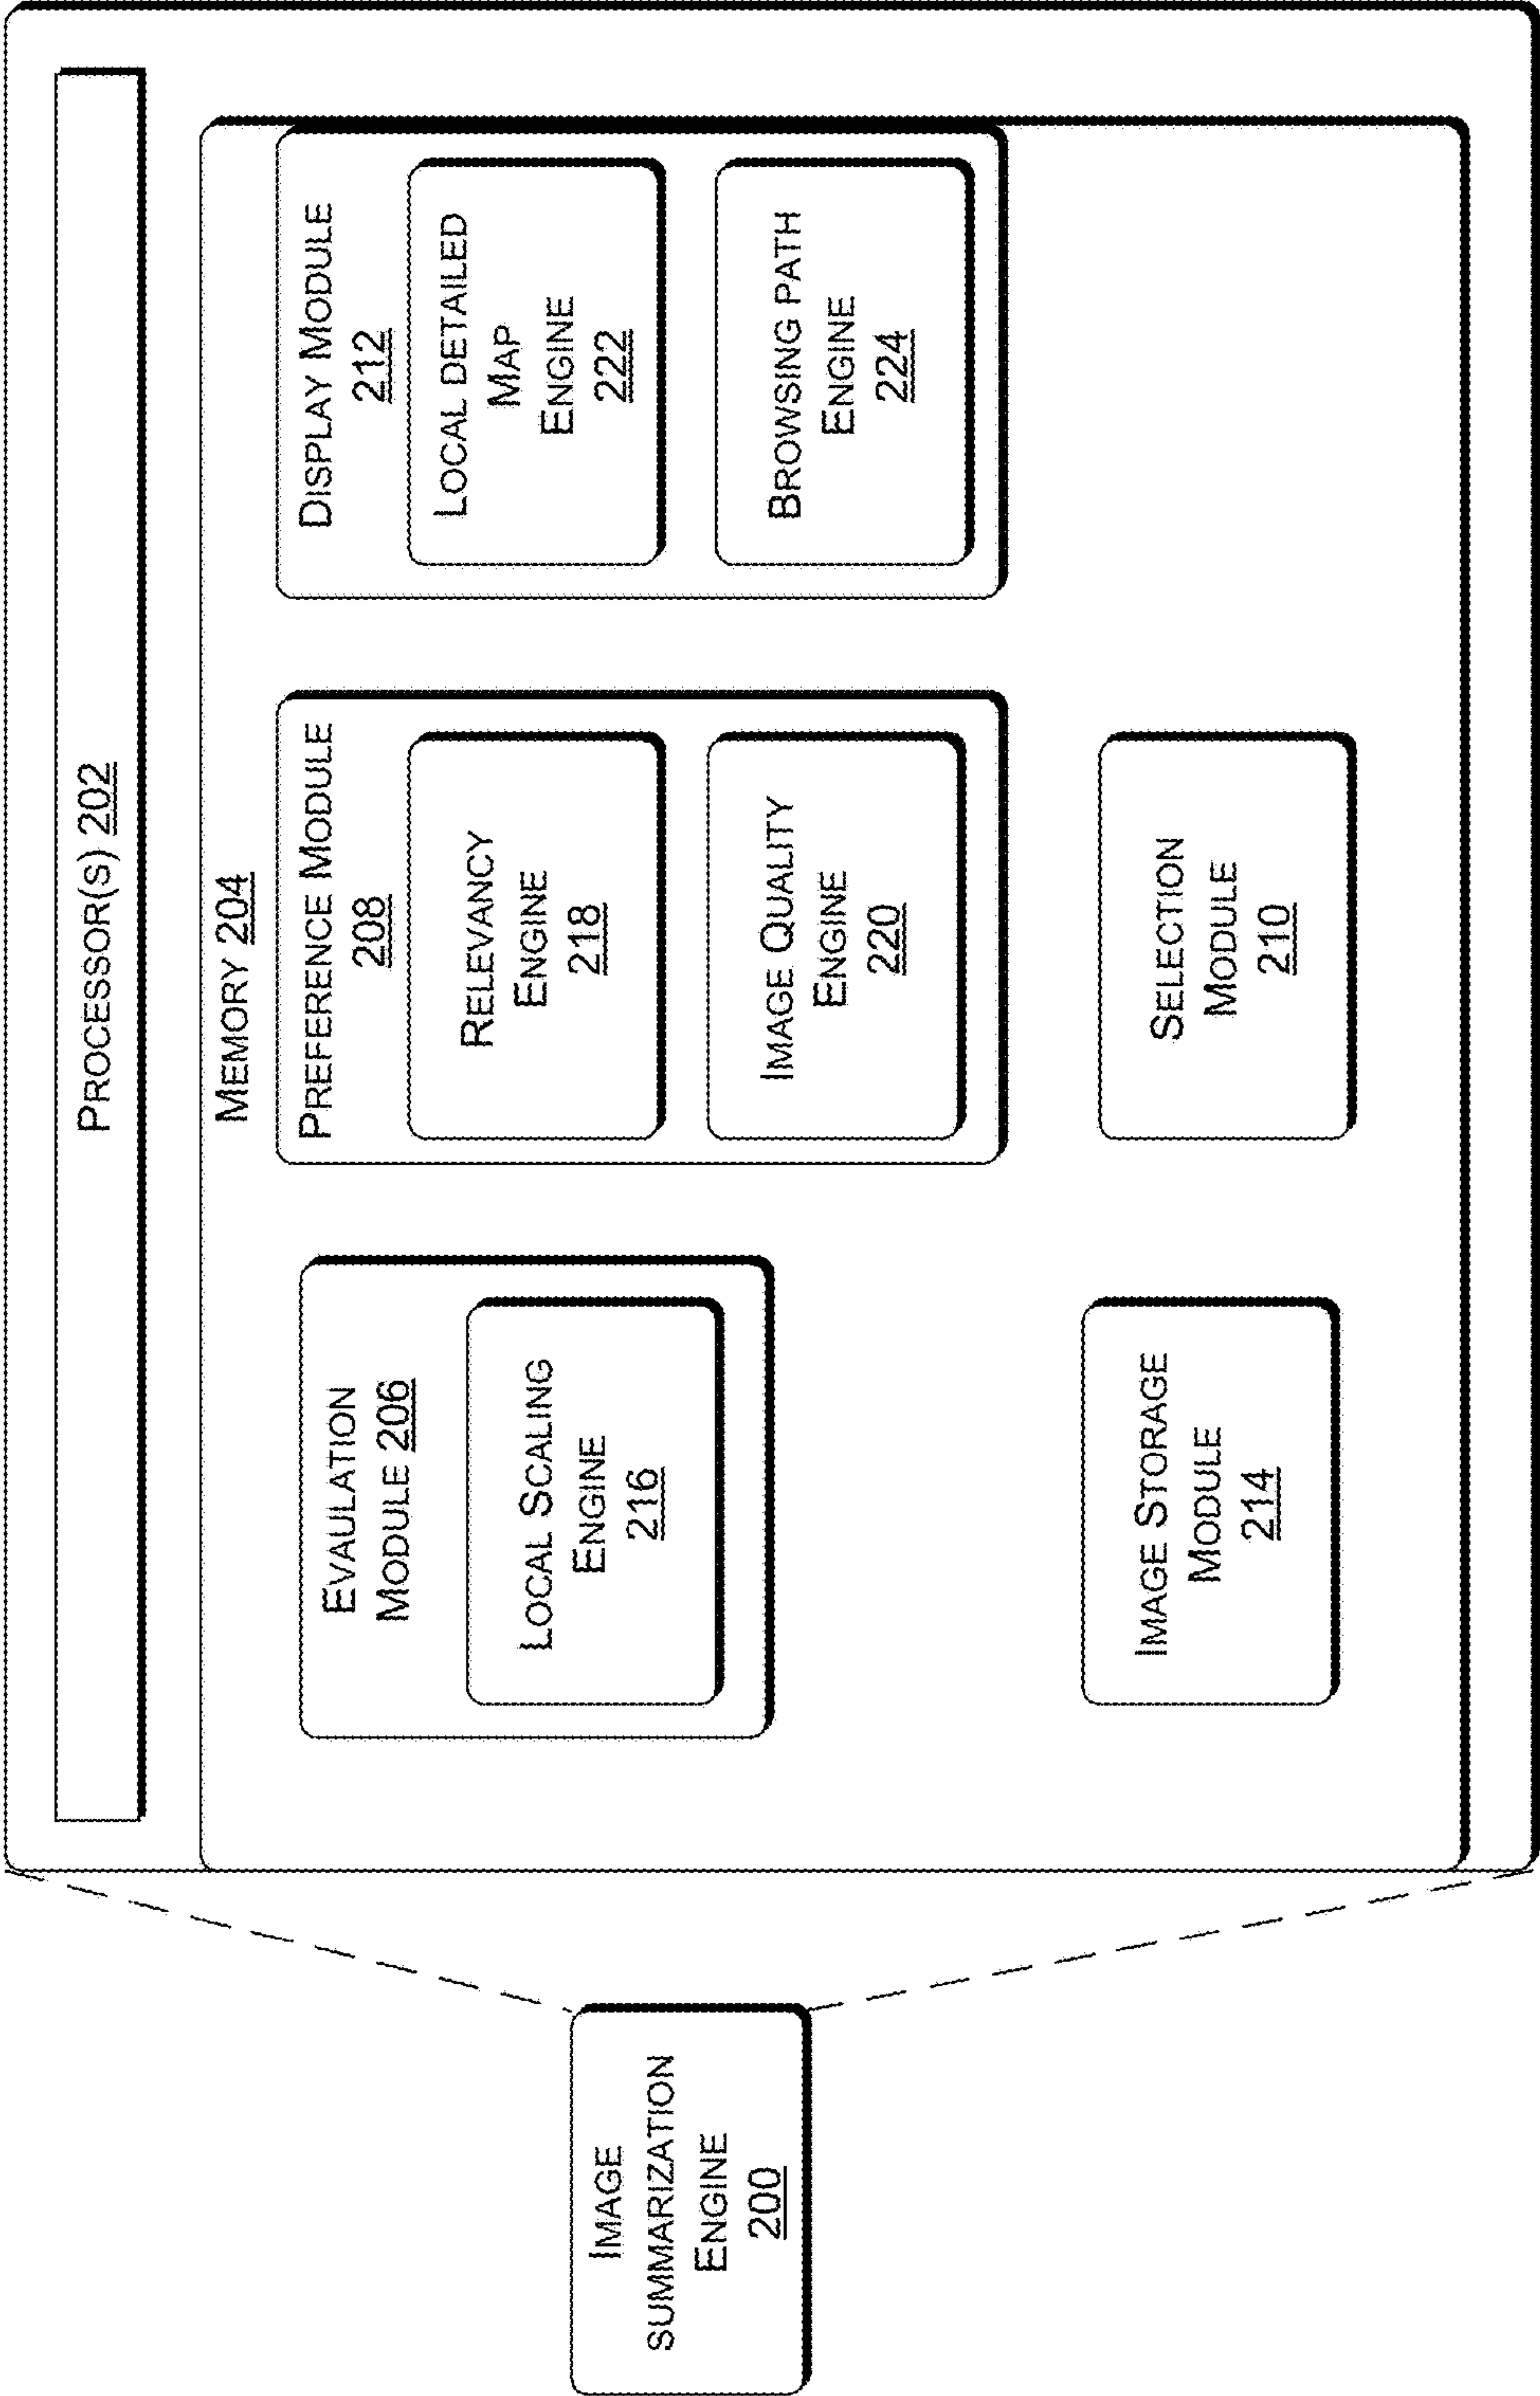 PROCESSOR(S) 202
MEMORY 204
EVAULATION
MODULE 206
LOCAL SCALING
ENGINE
216
PREFERENCE MODULE
208
RELEVANCY
ENGINE
218
IMAGE QUALITY
ENGINE
220
DISPLAY MODULE
212
LOCAL DETAILED
MAP
ENGINE
222
BROWSING PATH
ENGINE
224
IMAGE STORAGE
MODULE
214
SELECTION
MODULE
210
IMAGE
SUMMARIZATION
ENGINE
200